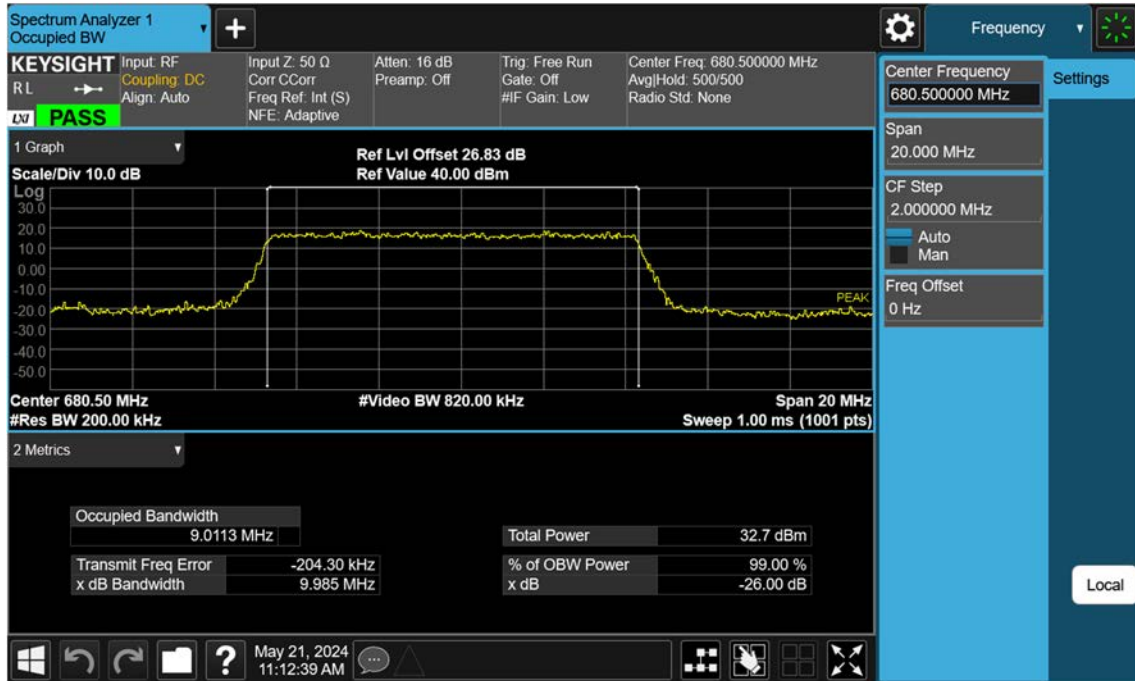 Spectrum Analyzer 1
Occupied BW
Frequency
KEYSIGHT
Input: RF
Coupling: DC
Align: Auto
Input Z: 50 Ω
Corr CCorr
Freq Ref: Int (S)
NFE: Adaptive
Atten: 16 dB
Preamp: Off
Trig: Free Run
Gate: Off
#IF Gain: Low
Center Freq: 680.500000 MHz
Avg|Hold: 500/500
Radio Std: None
R L
LXI
PASS
Center Frequency
680.500000 MHz
Settings
Span
20.000 MHz
CF Step
2.000000 MHz
Auto
Man
Freq Offset
0 Hz
Local
1 Graph
Scale/Div 10.0 dB
Ref Lvl Offset 26.83 dB
Ref Value 40.00 dBm
Log
30.0
20.0
10.0
0.00
-10.0
-20.0
-30.0
-40.0
-50.0
PEAK
Center 680.50 MHz
#Video BW 820.00 kHz
Span 20 MHz
#Res BW 200.00 kHz
Sweep 1.00 ms (1001 pts)
2 Metrics
Occupied Bandwidth
9.0113 MHz
Total Power 32.7 dBm
Transmit Freq Error -204.30 kHz
% of OBW Power 99.00 %
x dB Bandwidth 9.985 MHz
x dB -26.00 dB
?
May 21, 2024
11:12:39 AM